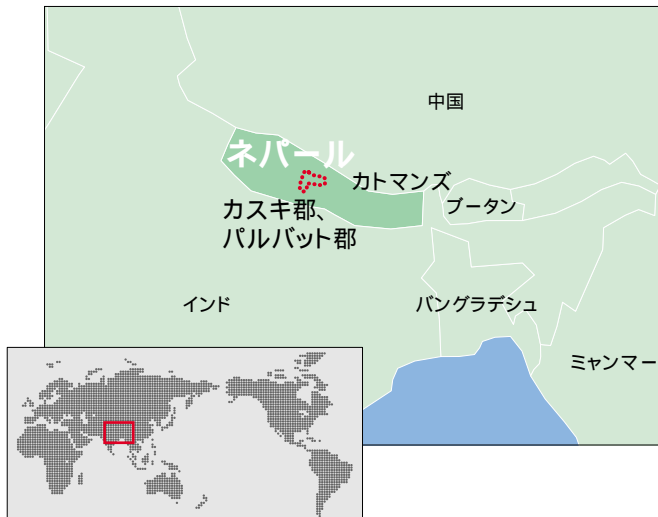 中国
ネパール
カトマンズ
ブータン
カスキ郡、
パルバット郡
インド
バングラデシュ
ミャンマー